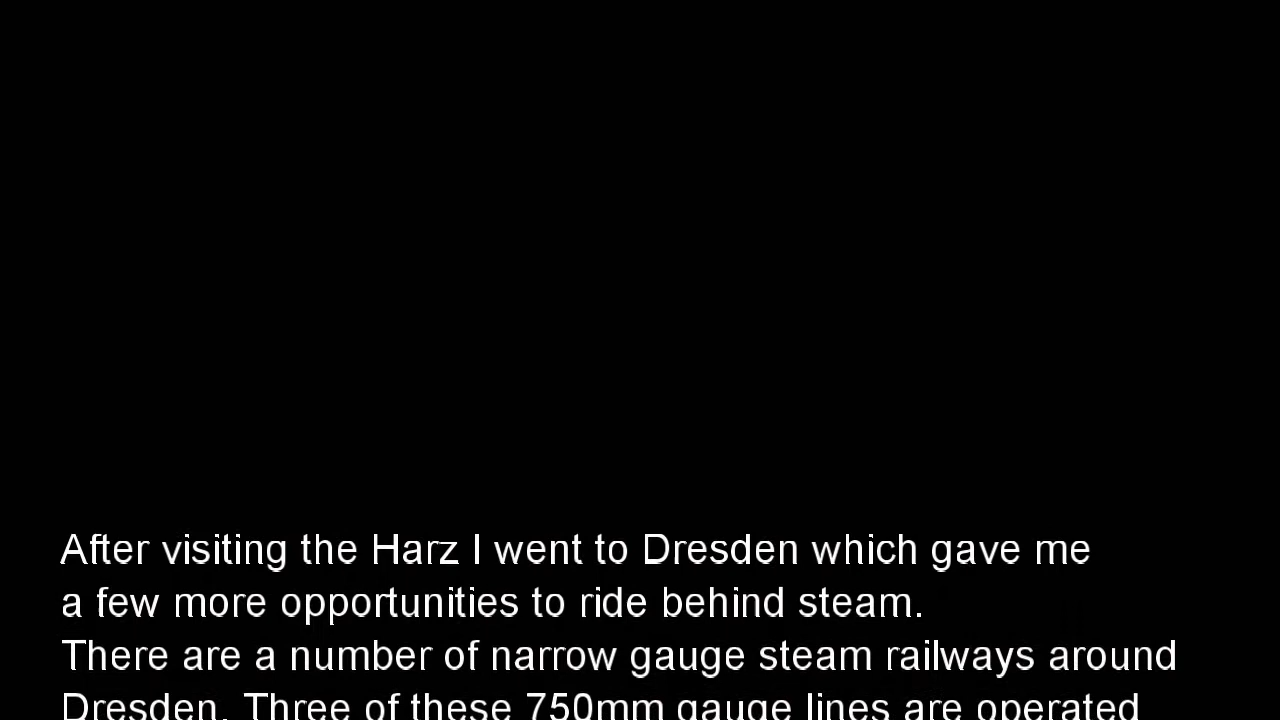 After visiting the Harz I went to Dresden which gave me
a few more opportunities to ride behind steam.
There are a number of narrow gauge steam railways around
Dresden. Three of these 750mm gauge lines are operated